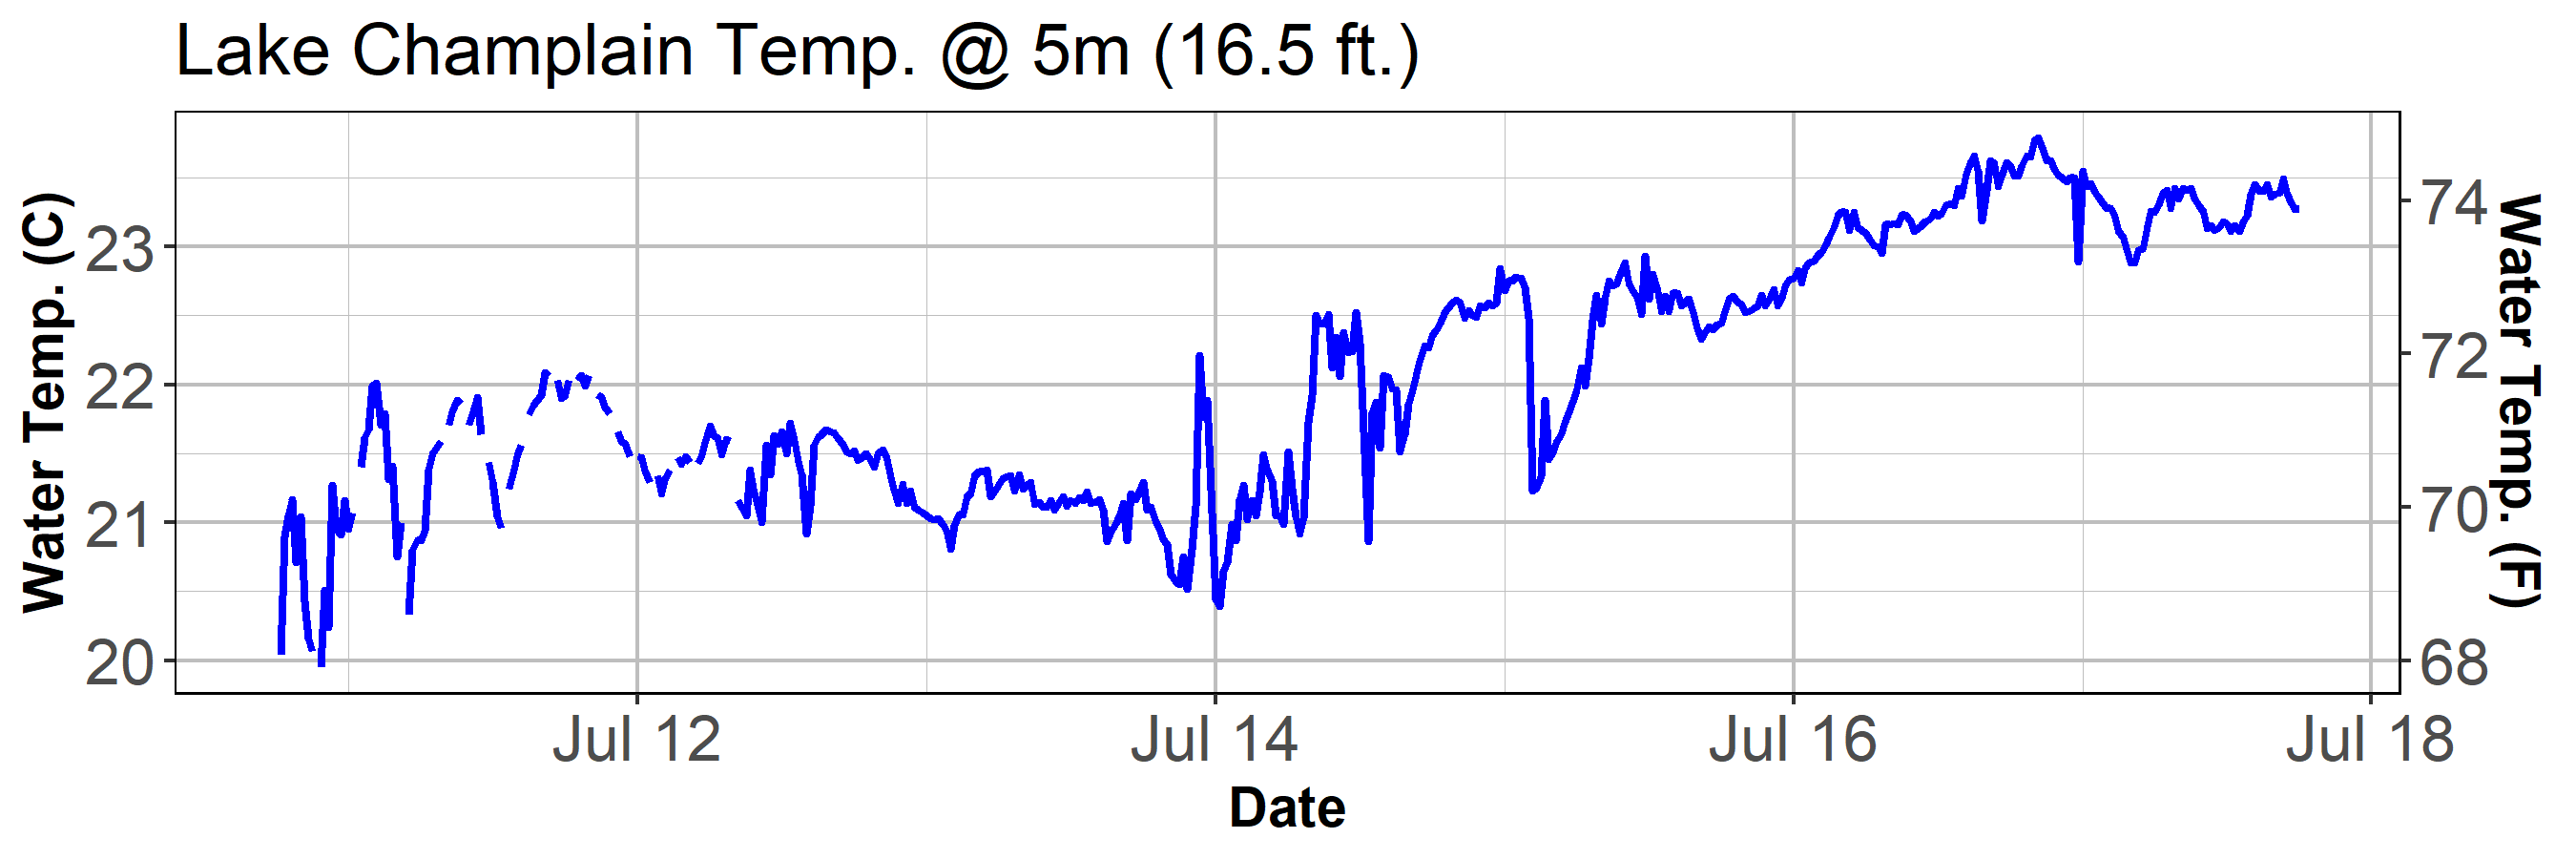 Lake Champlain Temp. @ 5m (16.5 ft.)
Water Temp. (C)
23
22
21
20
74
72
70
68
Water Temp. (F)
Jul 12
Jul 14
Jul 16
Jul 18
Date